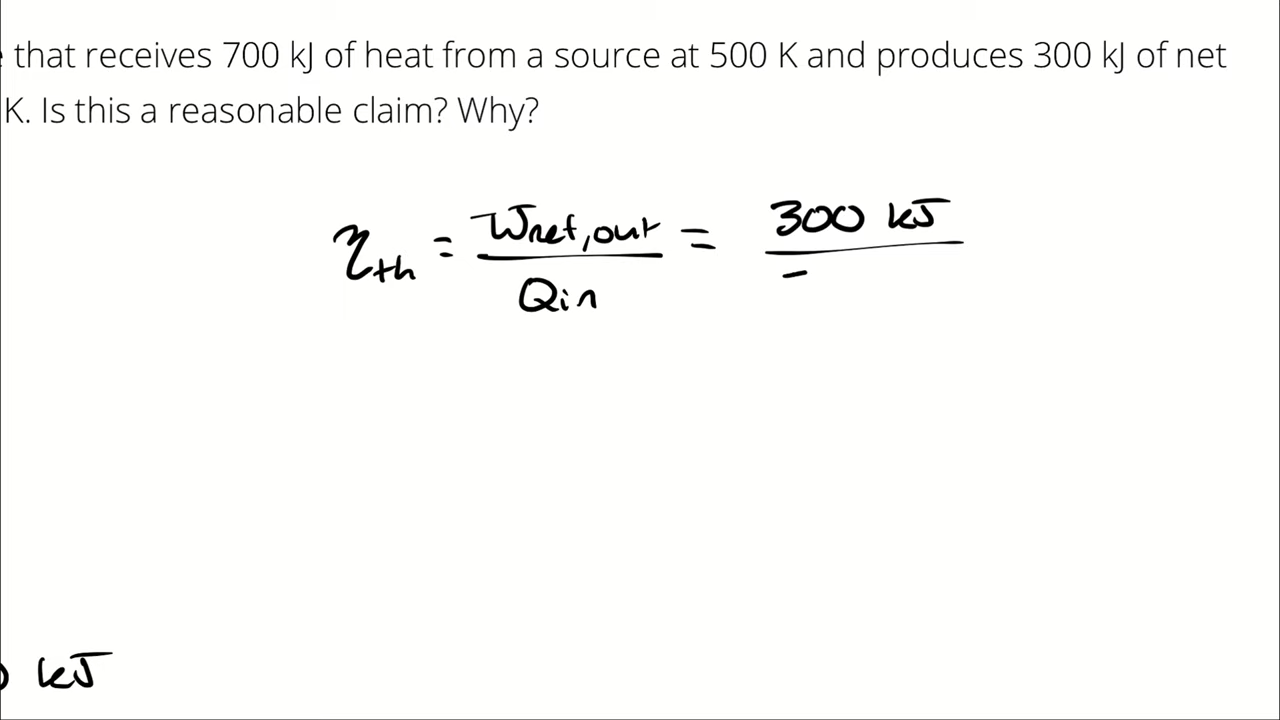 that receives 700 kJ of heat from a source at 500 K and produces 300 kJ of net
K. Is this a reasonable claim? Why?
η_th = W_net,out / Q_in = 300 kJ / -
kJ